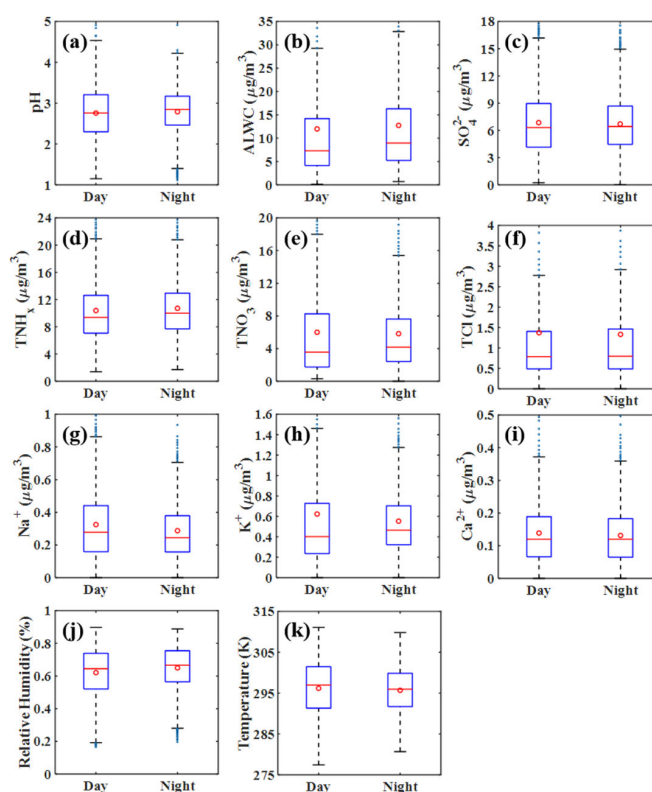 (a)
pH
5
4
3
2
1
Day Night
(b)
ALWC (μg/m³)
35
30
25
20
15
10
5
0
Day Night
(c)
SO₄²⁻ (μg/m³)
18
15
12
9
6
3
0
Day Night
(d)
TNHₓ (μg/m³)
24
20
16
12
8
4
0
Day Night
(e)
TNO₃ (μg/m³)
20
16
12
8
4
0
Day Night
(f)
TCl (μg/m³)
4
3.5
3
2.5
2
1.5
1
0.5
0
Day Night
(g)
Na⁺ (μg/m³)
1
0.8
0.6
0.4
0.2
0
Day Night
(h)
K⁺ (μg/m³)
1.6
1.4
1.2
1
0.8
0.6
0.4
0.2
0
Day Night
(i)
Ca²⁺ (μg/m³)
0.5
0.4
0.3
0.2
0.1
0
Day Night
(j)
Relative Humidity (%)
1
0.8
0.6
0.4
0.2
0
Day Night
(k)
Temperature (K)
315
305
295
285
275
Day Night